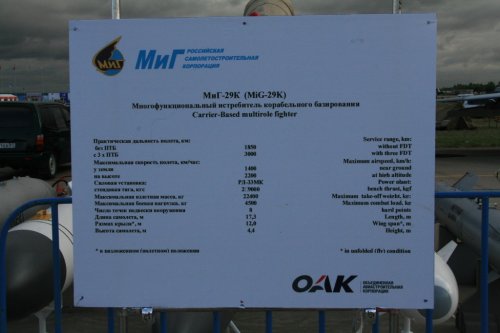 МиГ
МиГ РОССИЙСКАЯ
САМОЛЕТОСТРОИТЕЛЬНАЯ
КОРПОРАЦИЯ
МиГ-29К (MiG-29K)
Многофункциональный истребитель корабельного базирования
Carrier-Based multirole fighter
Практическая дальность полета, км: Service range, km:
без ПТБ 1850 without FDT
с 3 х ПТБ 3000 with three FDT
Максимальная скорость полета, км/час: Maximum airspeed, km/h:
у земли 1400 near ground
на высоте 2200 at high altitude
Силовая установка: РД-33МК Power plant:
стендовая тяга, кгс 2/ 9000 bench thrust, kgf
Максимальная взлетная масса, кг 22400 Maximum take-off weight, kg:
Максимальная боевая нагрузка, кг 4500 Maximum combat load, kg
Число точек подвески вооружения 8 hard points
Длина самолета, м 17,3 Length, m
Размах крыла*, м 12,0 Wing span*, m
Высота самолета, м 4,4 Height, m
* в разложенном (полетном) положении * in unfolded (fly) condition
ОАК ОБЪЕДИНЕННАЯ
АВИАСТРОИТЕЛЬНАЯ
КОРПОРАЦИЯ